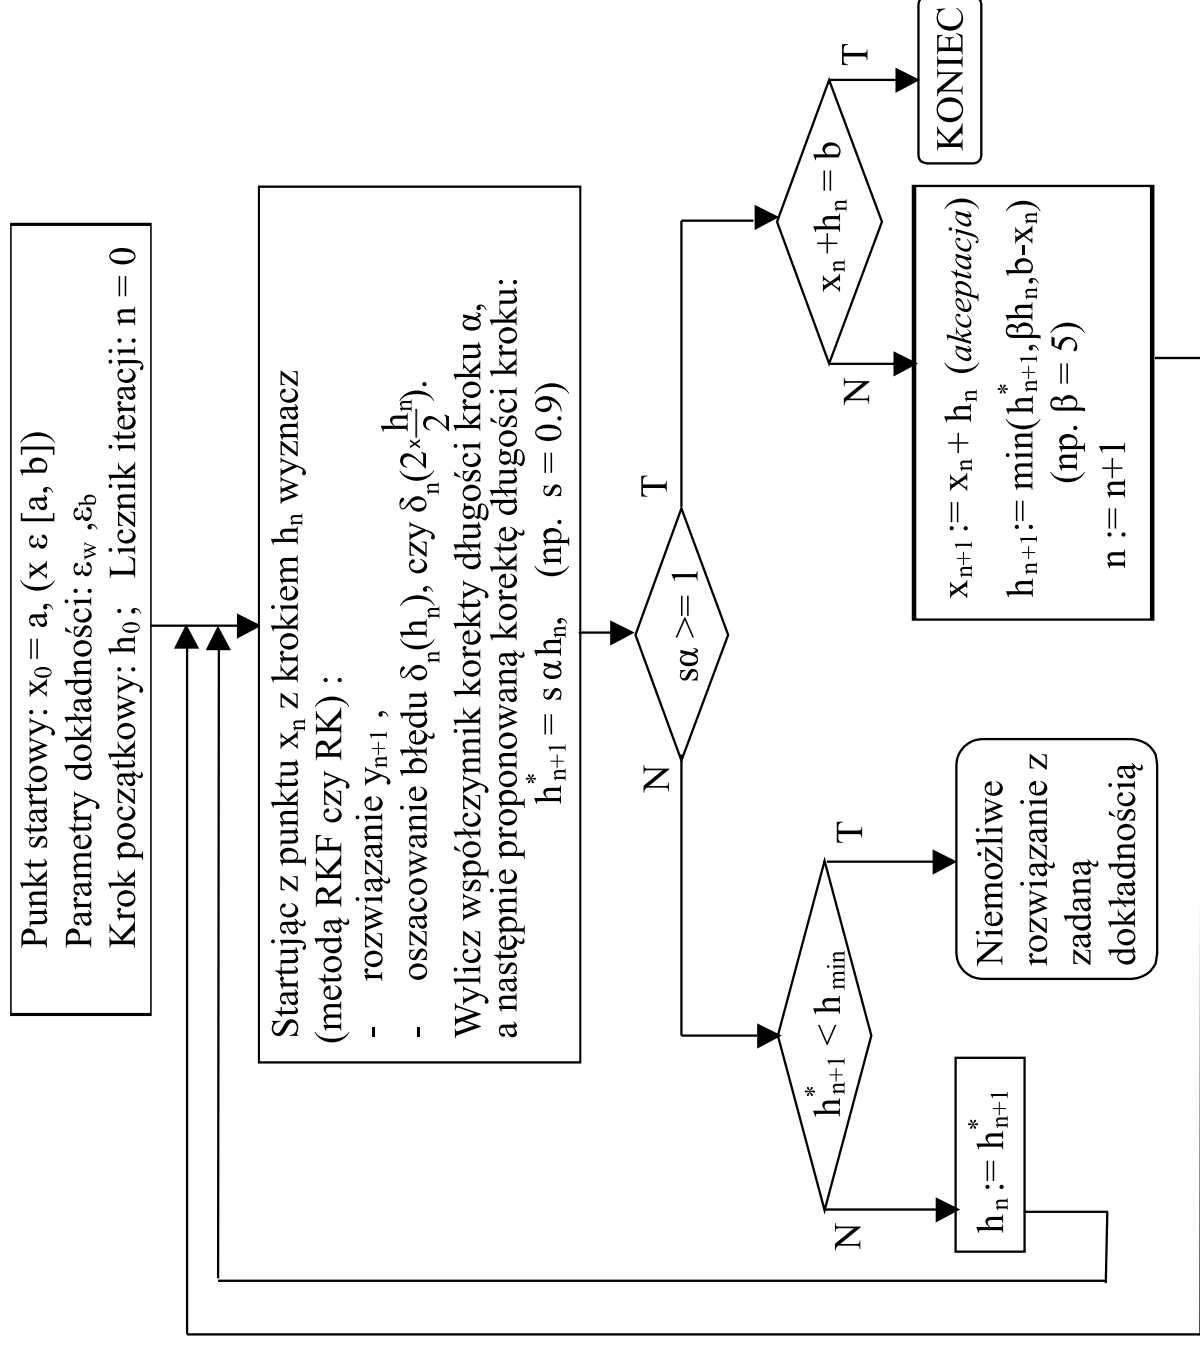 Punkt startowy: x0 = a, (x ε [a, b])
Parametry dokładności: εw ,εb
Krok początkowy: h0 ; Licznik iteracji: n = 0
Startując z punktu xn z krokiem hn wyznacz
(metodą RKF czy RK) :
- rozwiązanie yn+1 ,
- oszacowanie błędu δn(hn), czy δn(2×hn/2).
Wylicz współczynnik korekty długości kroku α,
a następnie proponowaną korektę długości kroku:
h*n+1 = s α hn, (np. s = 0.9)
sα >= 1
N
T
h*n+1 < hmin
N
T
hn := h*n+1
Niemożliwe
rozwiązanie z
zadaną
dokładnością
xn +hn = b
N
T
xn+1 := xn + hn (akceptacja)
hn+1 := min(h*n+1,βhn,b-xn)
(np. β = 5)
n := n+1
KONIEC